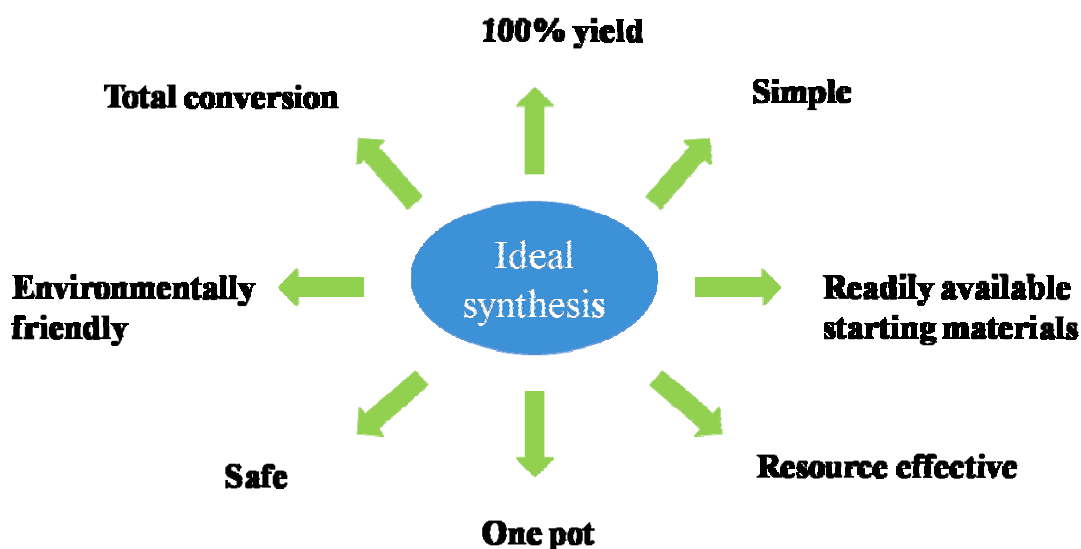 100% yield
Total conversion
Simple
Ideal
synthesis
Environmentally
friendly
Readily available
starting materials
Safe
Resource effective
One pot